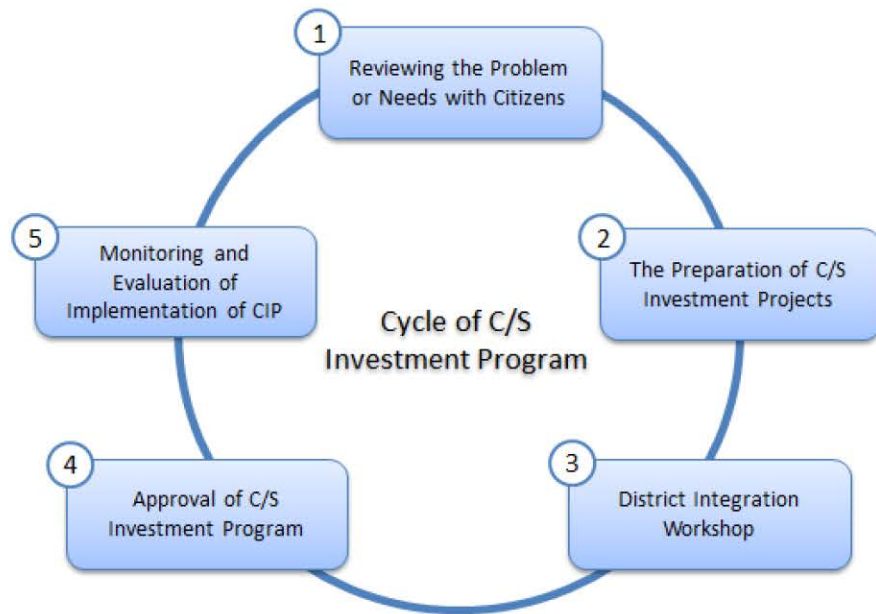 1
Reviewing the Problem
or Needs with Citizens
2
The Preparation of C/S
Investment Projects
3
District Integration
Workshop
4
Approval of C/S
Investment Program
5
Monitoring and
Evaluation of
Implementation of CIP
Cycle of C/S
Investment Program